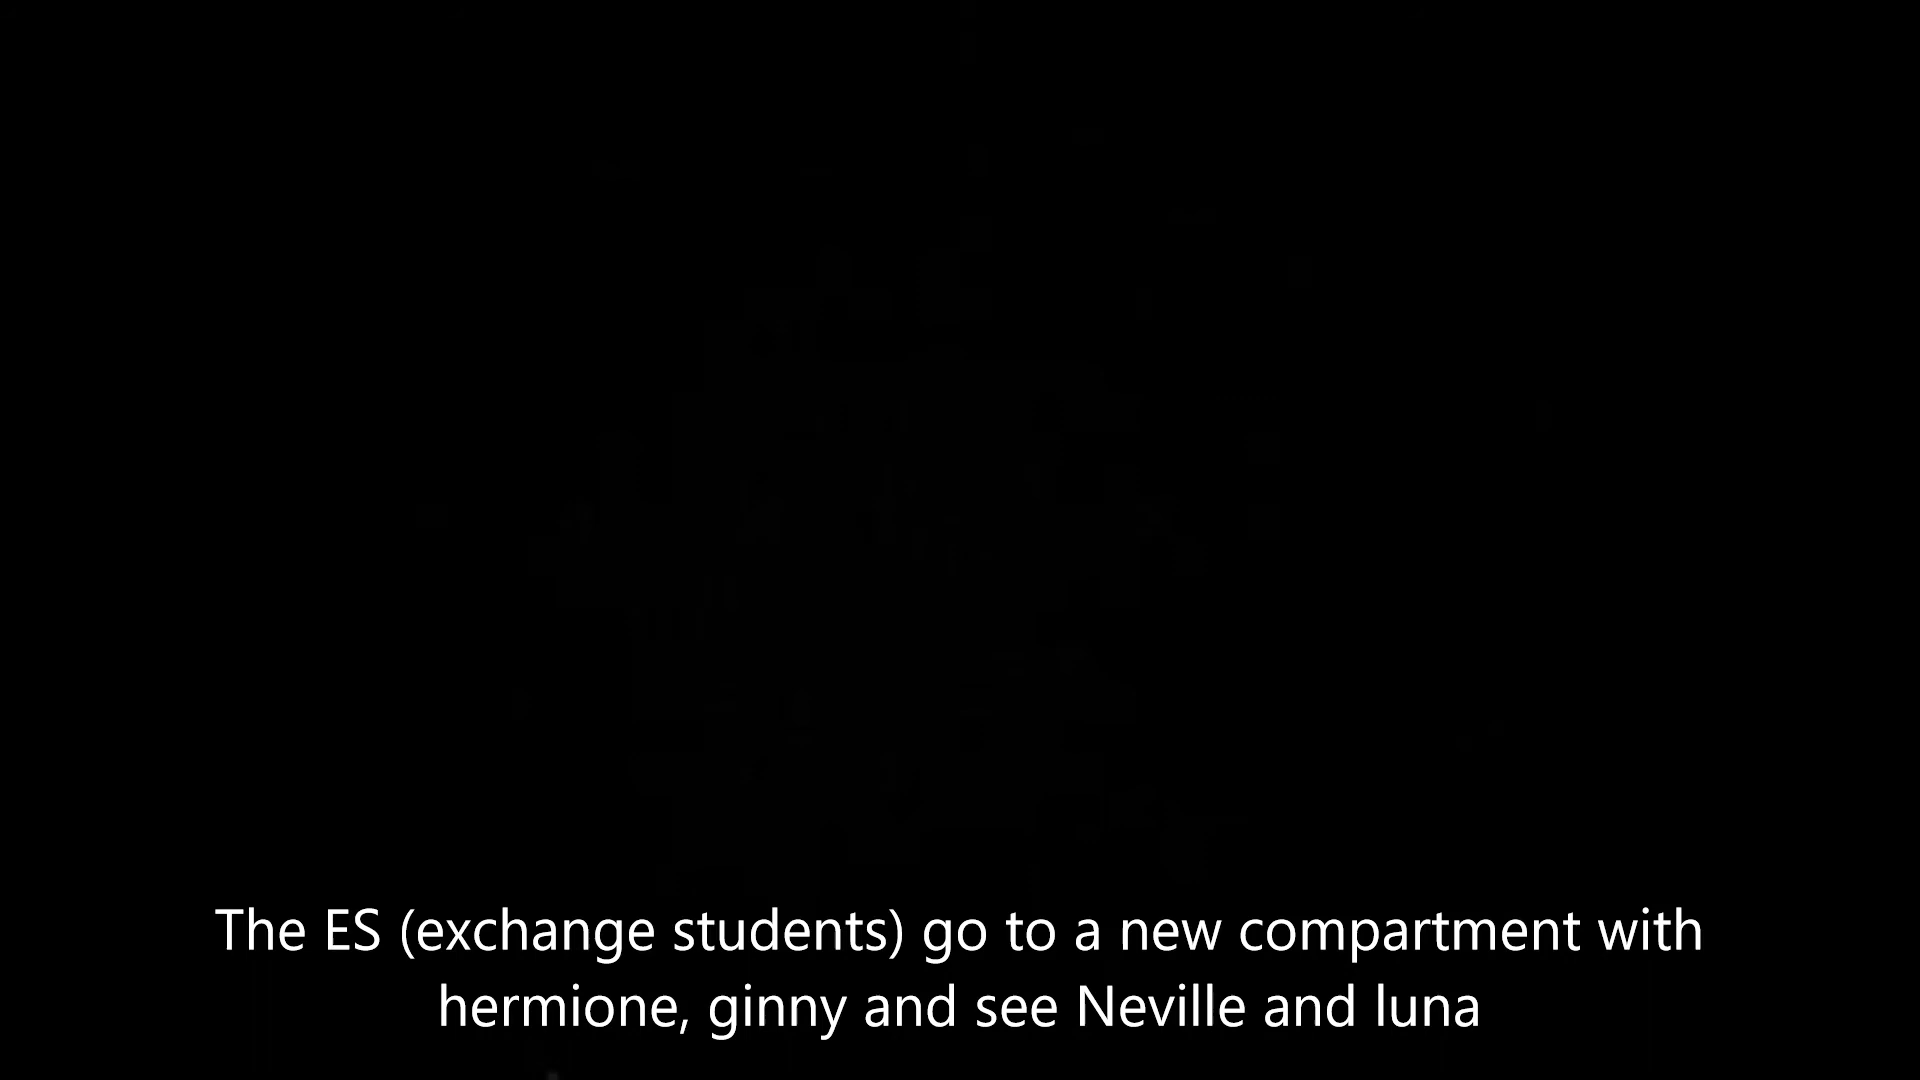 The ES (exchange students) go to a new compartment with
hermione, ginny and see Neville and luna